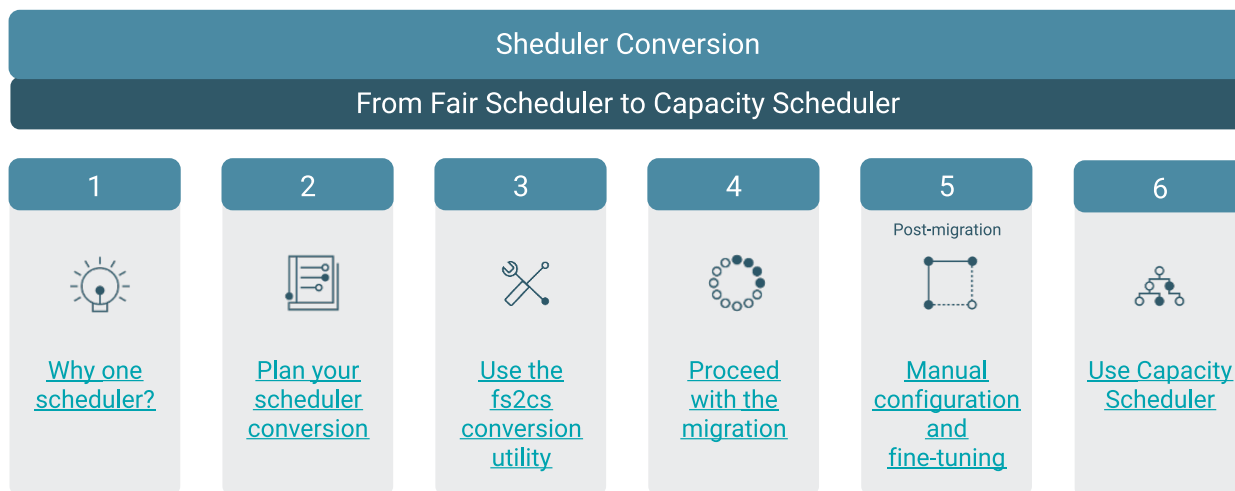 Sheduler Conversion
From Fair Scheduler to Capacity Scheduler
1
Why one
scheduler?
2
Plan your
scheduler
conversion
3
Use the
fs2cs
conversion
utility
4
Proceed
with the
migration
5
Post-migration
Manual
configuration
and
fine-tuning
6
Use Capacity
Scheduler